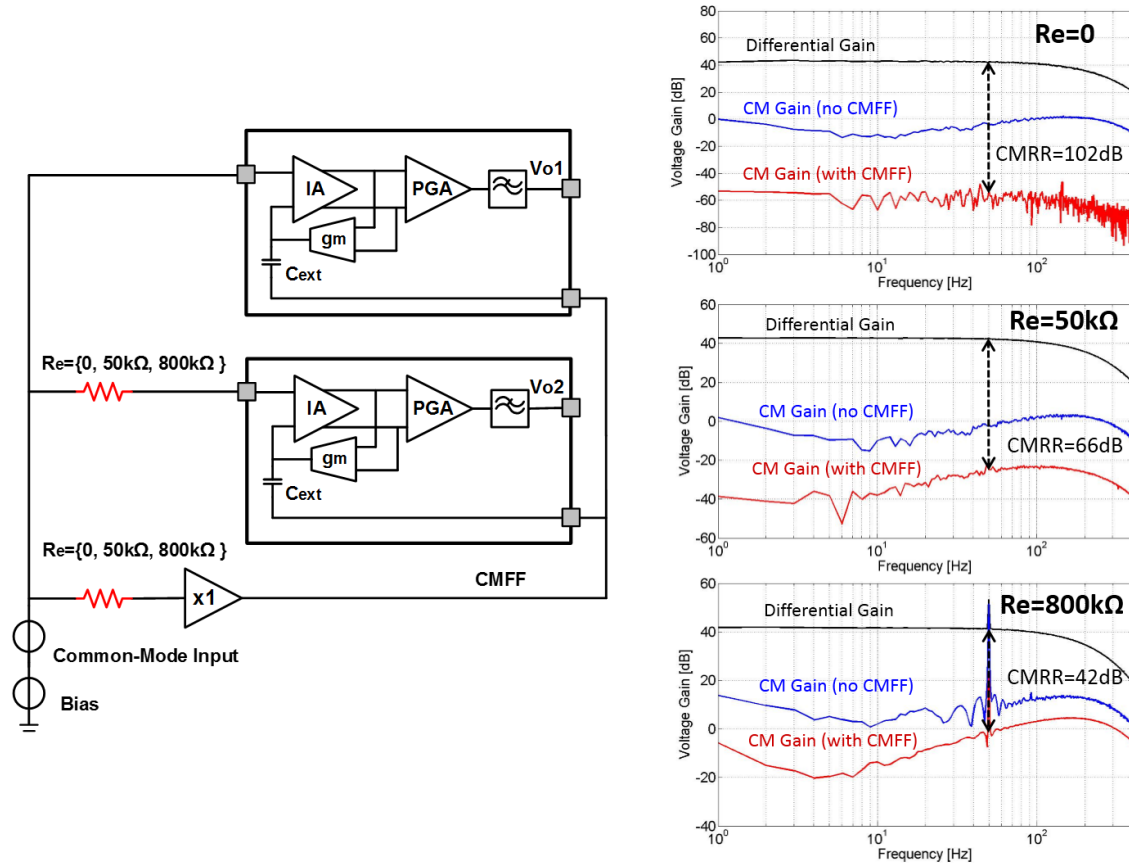 IA
PGA
Vo1
gm
Cext
Re={0, 50kΩ, 800kΩ }
IA
PGA
Vo2
gm
Cext
Re={0, 50kΩ, 800kΩ }
x1
CMFF
Common-Mode Input
Bias
Re=0
Differential Gain
CM Gain (no CMFF)
CMRR=102dB
CM Gain (with CMFF)
Voltage Gain [dB]
80
60
40
20
0
-20
-40
-60
-80
-100
10^0
10^1
10^2
Frequency [Hz]
Re=50kΩ
Differential Gain
CM Gain (no CMFF)
CMRR=66dB
CM Gain (with CMFF)
Voltage Gain [dB]
60
40
20
0
-20
-40
-60
10^0
10^1
10^2
Frequency [Hz]
Re=800kΩ
Differential Gain
CMRR=42dB
CM Gain (no CMFF)
CM Gain (with CMFF)
Voltage Gain [dB]
60
40
20
0
-20
-40
10^0
10^1
10^2
Frequency [Hz]